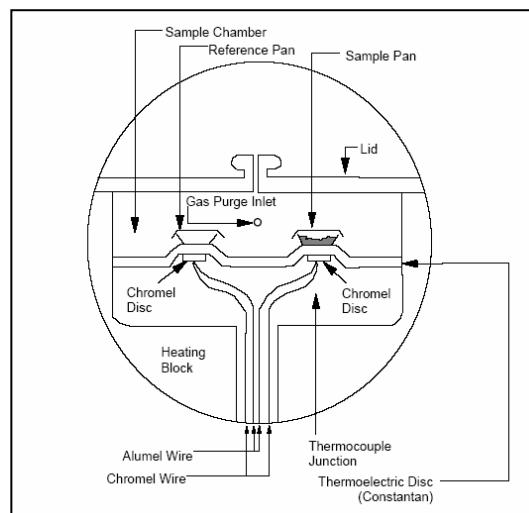 Sample Chamber
Reference Pan
Sample Pan
Lid
Gas Purge Inlet
Chromel
Disc
Chromel
Disc
Heating
Block
Alumel Wire
Chromel Wire
Thermocouple
Junction
Thermoelectric Disc
(Constantan)